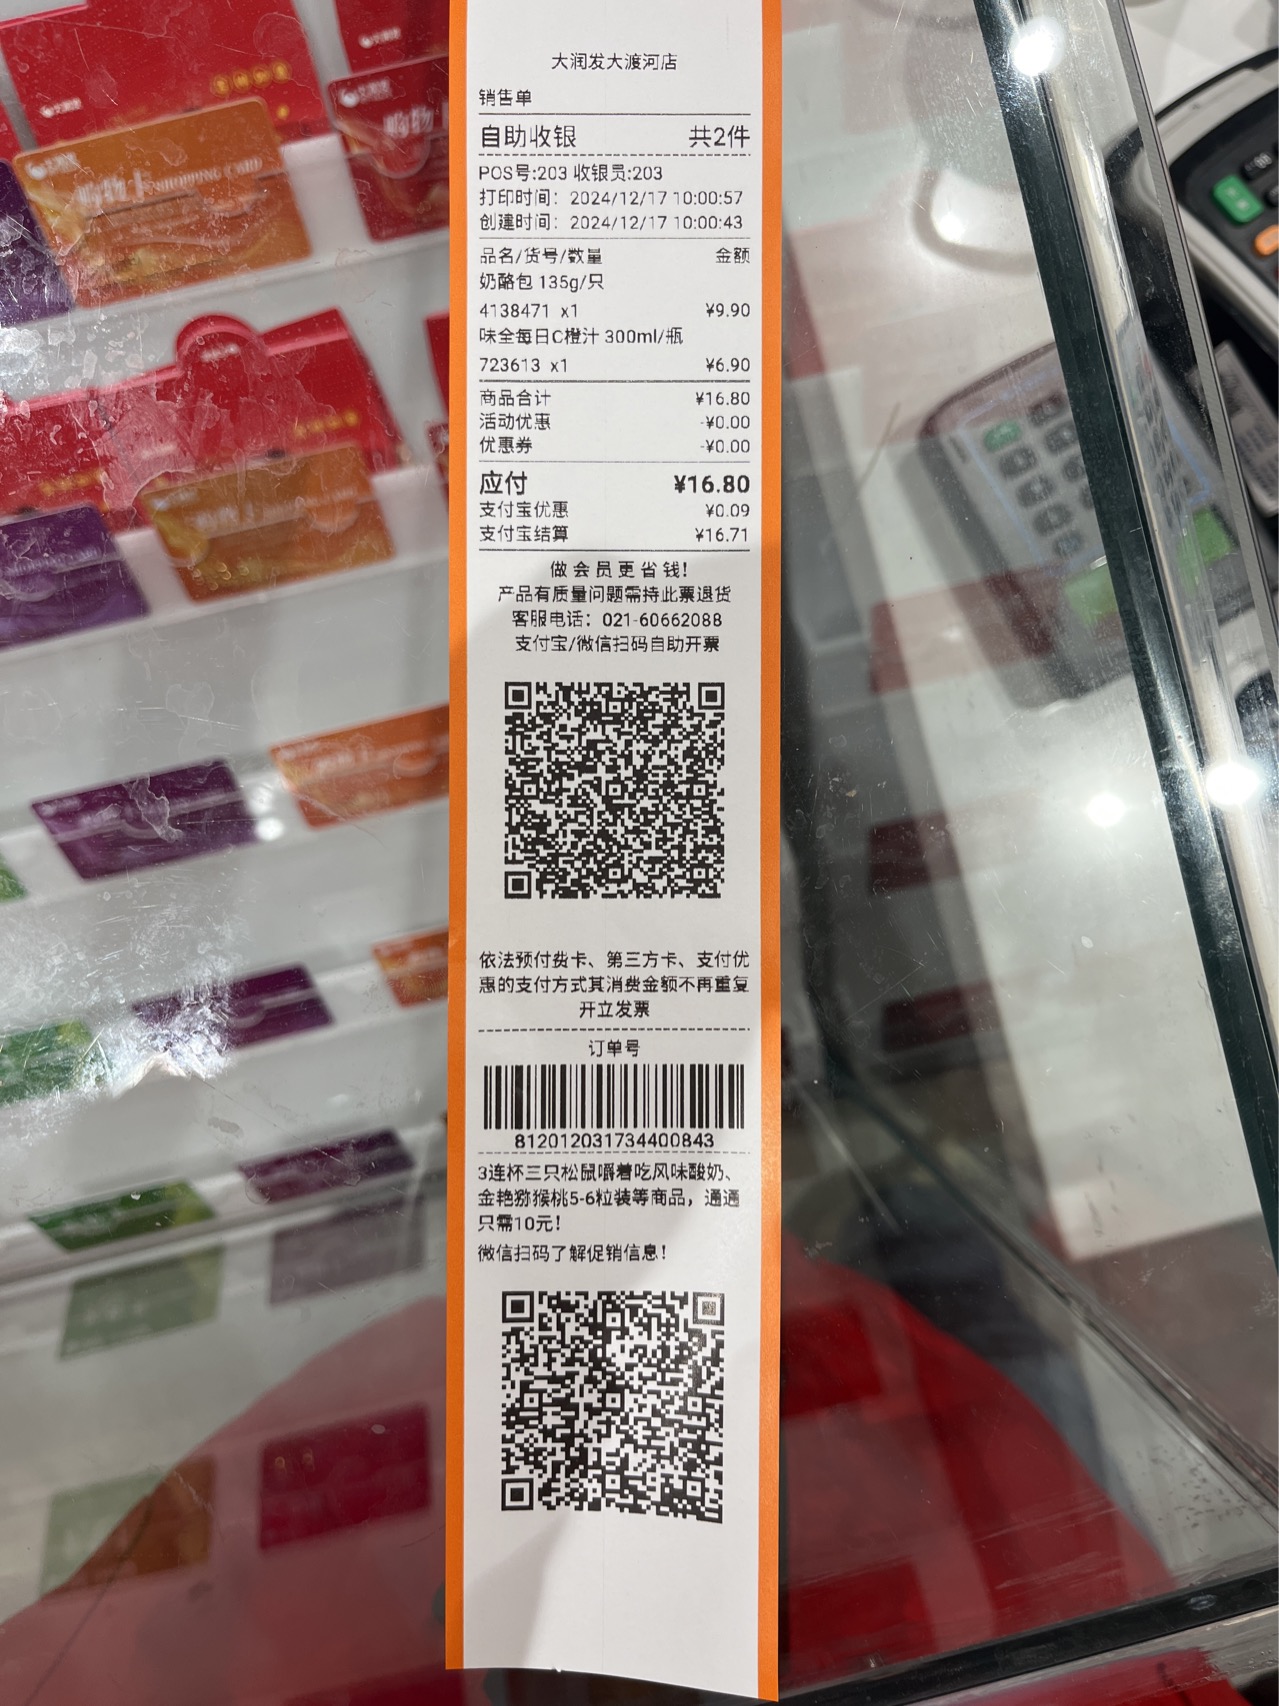 大润发大渡河店
销售单
自助收银 共2件
POS号:203 收银员:203
打印时间: 2024/12/17 10:00:57
创建时间: 2024/12/17 10:00:43
品名/货号/数量 金额
奶酪包 135g/只
4138471 x1 ¥9.90
味全每日C橙汁 300ml/瓶
723613 x1 ¥6.90
商品合计 ¥16.80
活动优惠 -¥0.00
优惠券 -¥0.00
应付 ¥16.80
支付宝优惠 ¥0.09
支付宝结算 ¥16.71
做会员更省钱!
产品有质量问题需持此票退货
客服电话: 021-60662088
支付宝/微信扫码自助开票
依法预付费卡、第三方卡、支付优
惠的支付方式其消费金额不再重复
开立发票
订单号
812012031734400843
3连杯三只松鼠嚼着吃风味酸奶、
金艳猕猴桃5-6粒装等商品，通通
只需10元!
微信扫码了解促销信息!
购物卡 SHOPPING CARD
购物